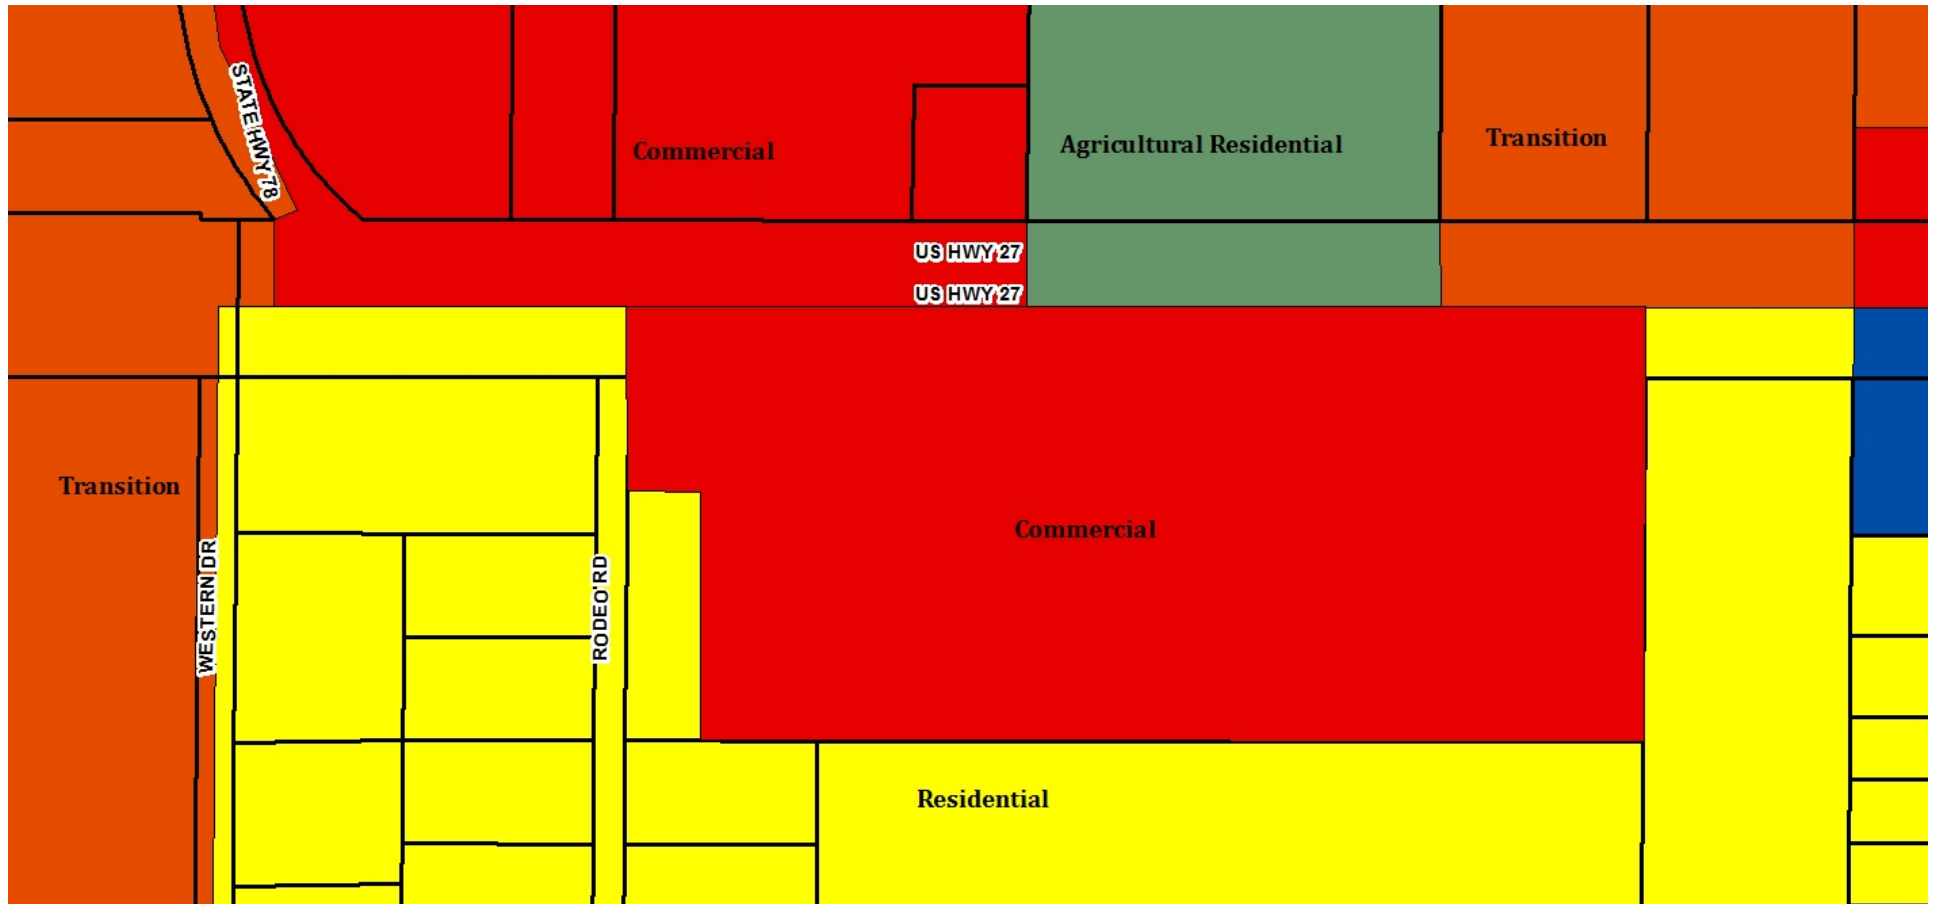 STATE HWY 78
Commercial
Agricultural Residential
Transition
US HWY 27
US HWY 27
Transition
Commercial
WESTERN DR
RODEO RD
Residential